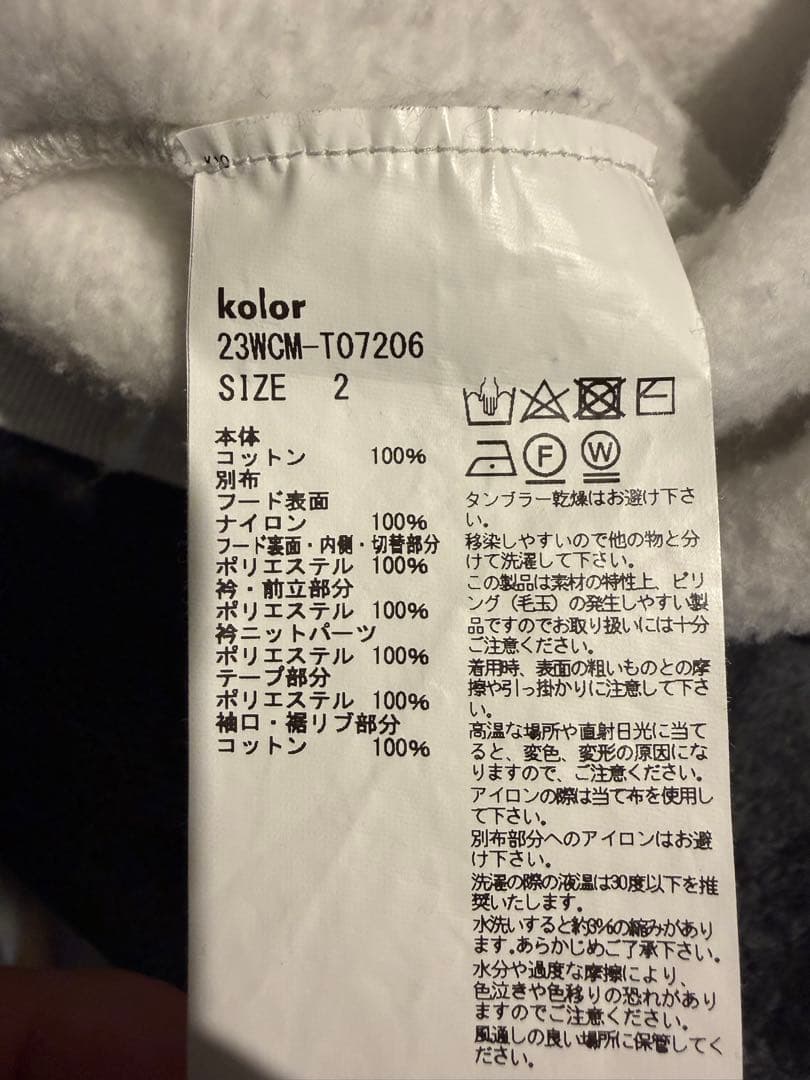 kolor
23WCM-T07206
SIZE 2
本体
コットン 100%
別布
フード表面
ナイロン 100%
フード裏面・内側・切替部分
ポリエステル 100%
衿・前立部分
ポリエステル 100%
衿ニットパーツ
ポリエステル 100%
テープ部分
ポリエステル 100%
袖口・裾リブ部分
コットン 100%
F
W
タンブラー乾燥はお避け下さ
い。
移染しやすいので他の物と分
けて洗濯して下さい。
この製品は素材の特性上、ピリ
ング(毛玉)の発生しやすい製
品ですのでお取り扱いには十分
ご注意ください。
着用時、表面の粗いものとの摩
擦や引っ掛かりに注意して下さ
い。
高温な場所や直射日光に当て
ると、変色、変形の原因にな
りますので、ご注意ください。
アイロンの際は当て布を使用し
て下さい。
別布部分へのアイロンはお避
け下さい。
洗濯の際の液温は30度以下を推
奨いたします。
水洗いすると約3%の縮みがあり
ます。あらかじめご了承下さい。
水分や過度な摩擦により、
色泣きや色移りの恐れがあり
ますのでご注意ください。
風通しの良い場所に保管してく
ださい。